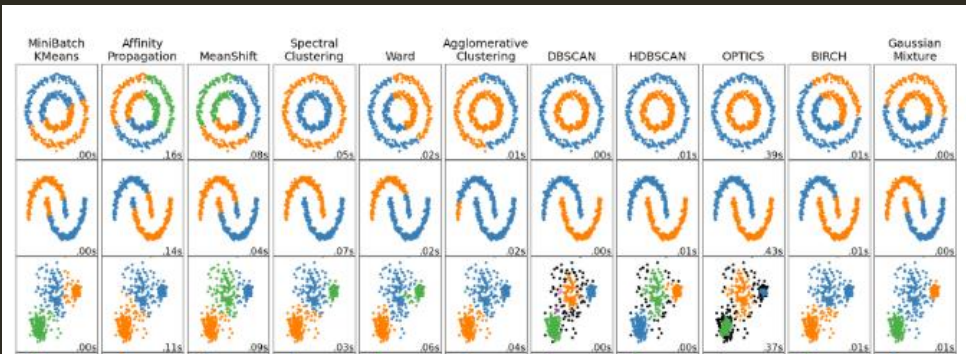 MiniBatch
KMeans
Affinity
Propagation
MeanShift
Spectral
Clustering
Ward
Agglomerative
Clustering
DBSCAN
HDBSCAN
OPTICS
BIRCH
Gaussian
Mixture
.00s
.16s
.08s
.05s
.02s
.01s
.00s
.01s
.39s
.01s
.00s
.00s
.14s
.04s
.07s
.02s
.02s
.00s
.01s
.43s
.01s
.00s
.00s
.11s
.09s
.03s
.06s
.04s
.00s
.00s
.37s
.01s
.01s